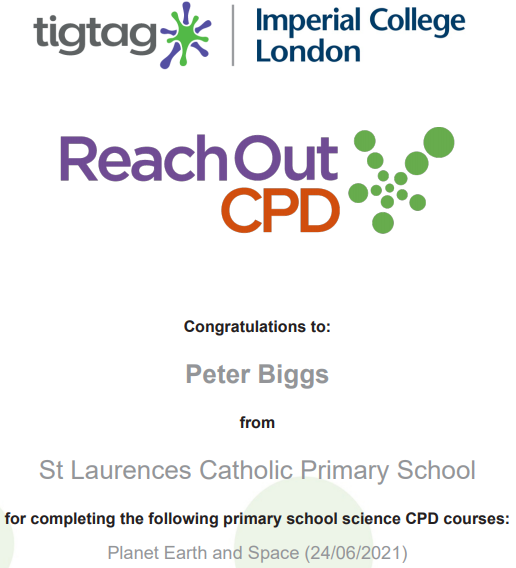 tigtag
Imperial College
London
ReachOut
CPD
Congratulations to:
Peter Biggs
from
St Laurences Catholic Primary School
for completing the following primary school science CPD courses:
Planet Earth and Space (24/06/2021)